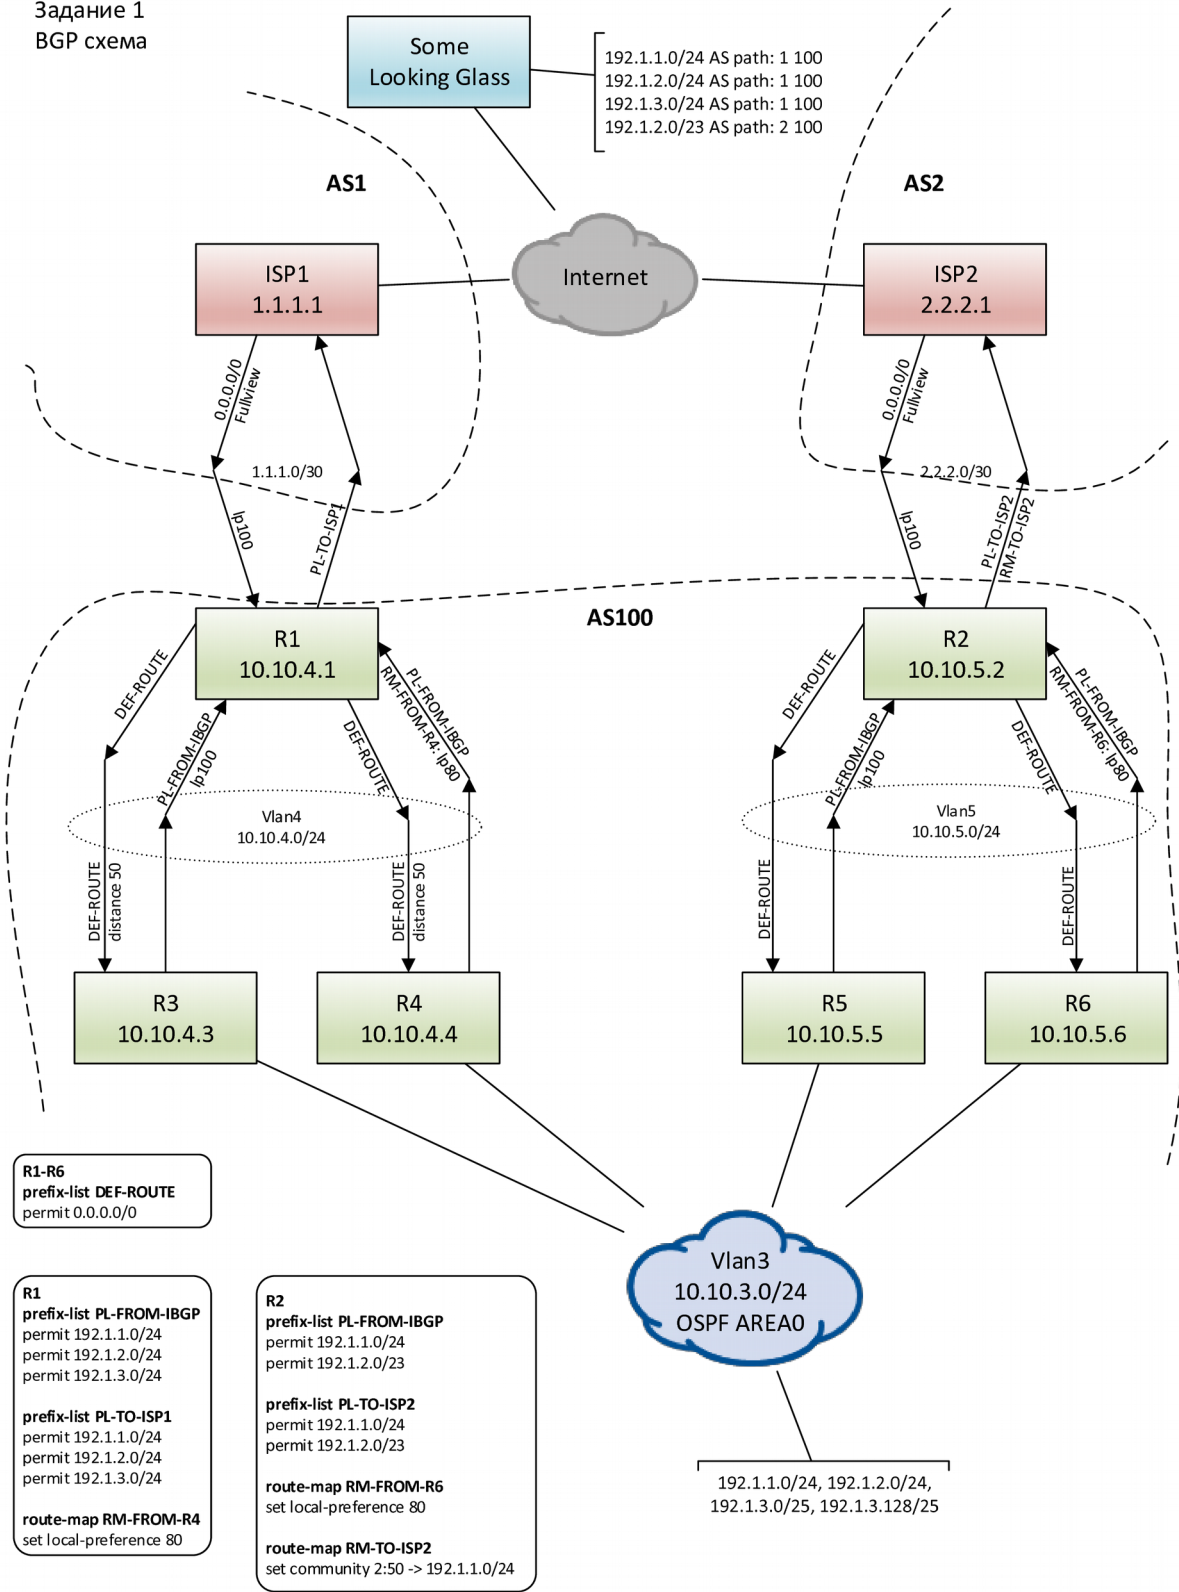 Задание 1
BGP схема
Some
Looking Glass
192.1.1.0/24 AS path: 1 100
192.1.2.0/24 AS path: 1 100
192.1.3.0/24 AS path: 1 100
192.1.2.0/23 AS path: 2 100
AS1
AS2
ISP1
1.1.1.1
Internet
ISP2
2.2.2.1
0.0.0.0/0
Fullview
0.0.0.0/0
Fullview
1.1.1.0/30
2.2.2.0/30
lp100
PL-TO-ISP1
lp100
PL-TO-ISP2
RM-TO-ISP2
AS100
R1
10.10.4.1
R2
10.10.5.2
DEF-ROUTE
PL-FROM-IBGP
lp100
DEF-ROUTE
PL-FROM-IBGP
RM-FROM-R4: lp80
DEF-ROUTE
PL-FROM-IBGP
lp100
DEF-ROUTE
PL-FROM-IBGP
RM-FROM-R6: lp80
Vlan4
10.10.4.0/24
Vlan5
10.10.5.0/24
DEF-ROUTE
distance 50
DEF-ROUTE
distance 50
DEF-ROUTE
DEF-ROUTE
R3
10.10.4.3
R4
10.10.4.4
R5
10.10.5.5
R6
10.10.5.6
R1-R6
prefix-list DEF-ROUTE
permit 0.0.0.0/0
Vlan3
10.10.3.0/24
OSPF AREA0
R1
prefix-list PL-FROM-IBGP
permit 192.1.1.0/24
permit 192.1.2.0/24
permit 192.1.3.0/24
prefix-list PL-TO-ISP1
permit 192.1.1.0/24
permit 192.1.2.0/24
permit 192.1.3.0/24
route-map RM-FROM-R4
set local-preference 80
R2
prefix-list PL-FROM-IBGP
permit 192.1.1.0/24
permit 192.1.2.0/23
prefix-list PL-TO-ISP2
permit 192.1.1.0/24
permit 192.1.2.0/23
route-map RM-FROM-R6
set local-preference 80
route-map RM-TO-ISP2
set community 2:50 -> 192.1.1.0/24
192.1.1.0/24, 192.1.2.0/24,
192.1.3.0/25, 192.1.3.128/25